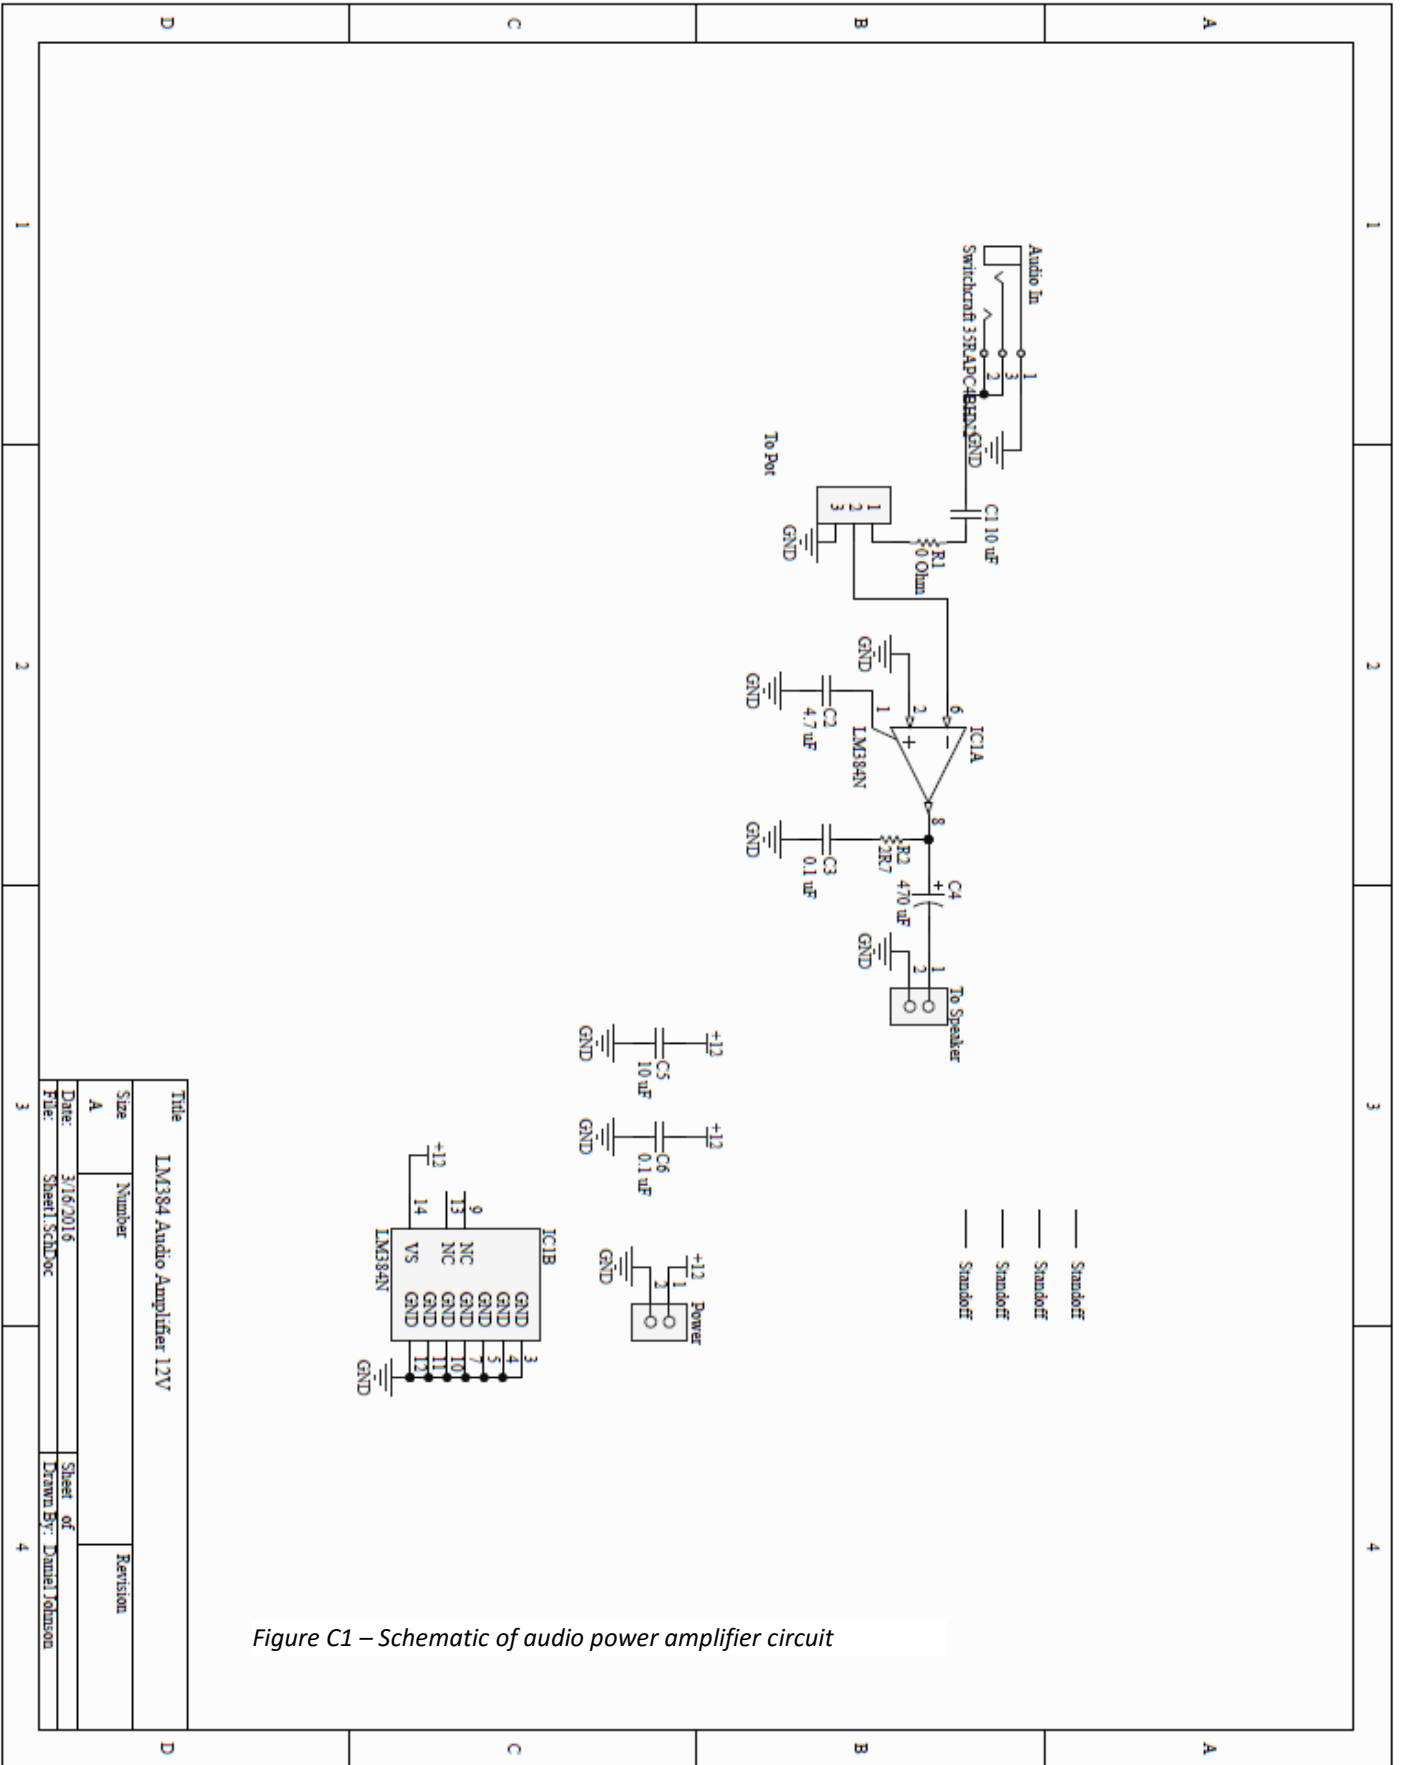 A
B
C
D
1
2
3
4
1
2
3
4
A
B
C
D
Audio In
1
3
2
Switchcraft 35RAPC4BHN2
GND
C1 10 uF
R1
0 Ohm
To Pot
1
2
3
GND
IC1A
6
2
1
-
+
8
LM384N
GND
C2
4.7 uF
GND
R2
2R7
C3
0.1 uF
GND
C4
+
470 uF
GND
1
2
To Speaker
Standoff
Standoff
Standoff
Standoff
+12
C5
10 uF
GND
+12
C6
0.1 uF
GND
+12
1
2
Power
GND
IC1B
9
13
14
+12
NC
NC
VS
GND
GND
GND
GND
GND
GND
GND
3
4
5
7
10
11
12
LM384N
GND
Title
LM384 Audio Amplifier 12V
Size
A
Number
Revision
Date: 3/16/2016
Sheet of
File: Sheet1.SchDoc
Drawn By: Daniel Johnson
Figure C1 – Schematic of audio power amplifier circuit